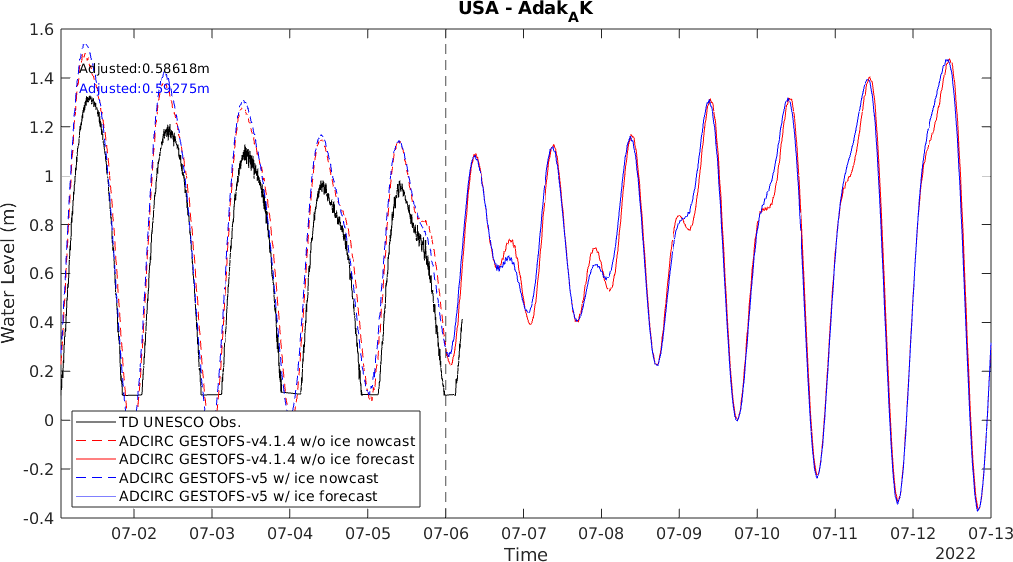 USA - Adak_AK
1.6
1.4
1.2
1
0.8
0.6
0.4
0.2
0
-0.2
-0.4
Water Level (m)
Adjusted:0.58618m
Adjusted:0.59275m
TD UNESCO Obs.
ADCIRC GESTOFS-v4.1.4 w/o ice nowcast
ADCIRC GESTOFS-v4.1.4 w/o ice forecast
ADCIRC GESTOFS-v5 w/ ice nowcast
ADCIRC GESTOFS-v5 w/ ice forecast
07-02 07-03 07-04 07-05 07-06 07-07 07-08 07-09 07-10 07-11 07-12 07-13
Time
2022